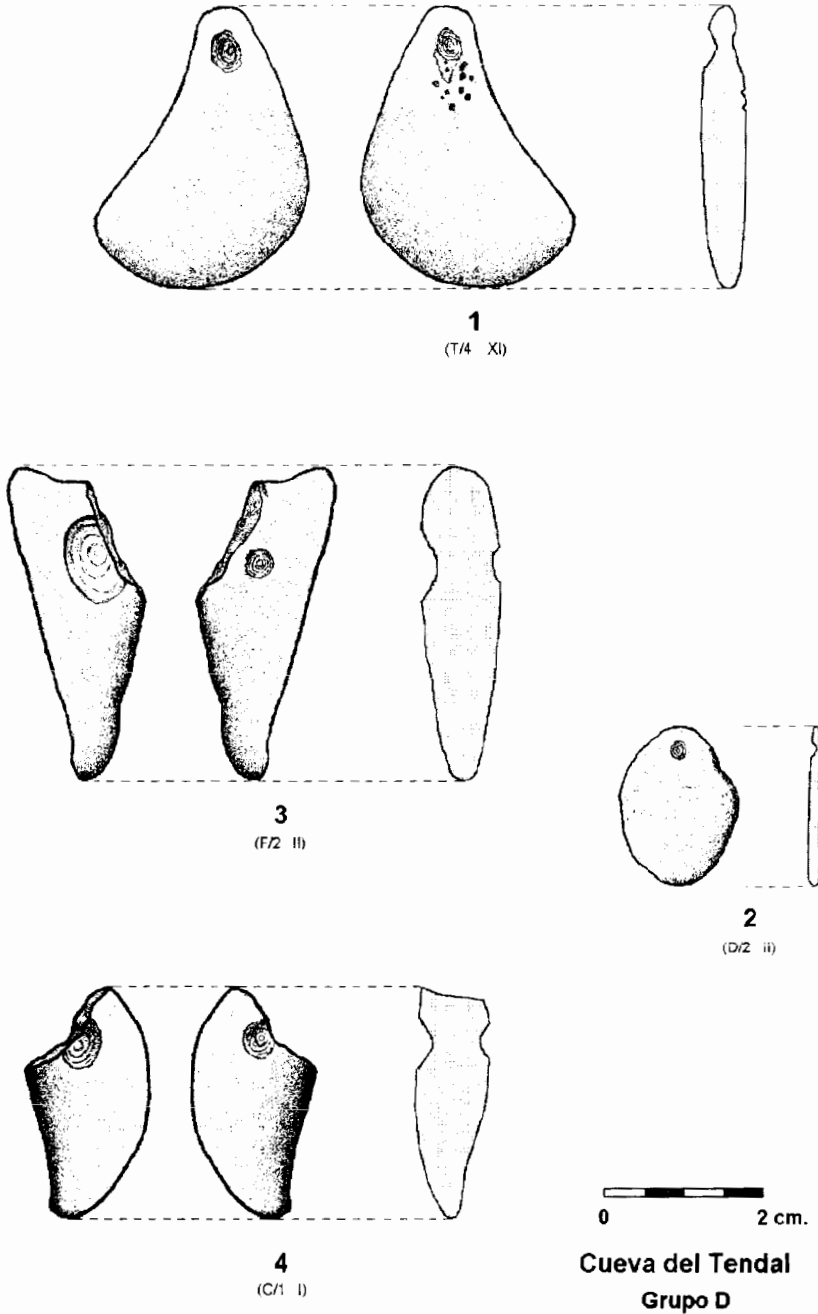 1
(T/4 XI)
3
(F/2 II)
2
(D/2 II)
4
(C/1 I)
0 2 cm.
Cueva del Tendal
Grupo D